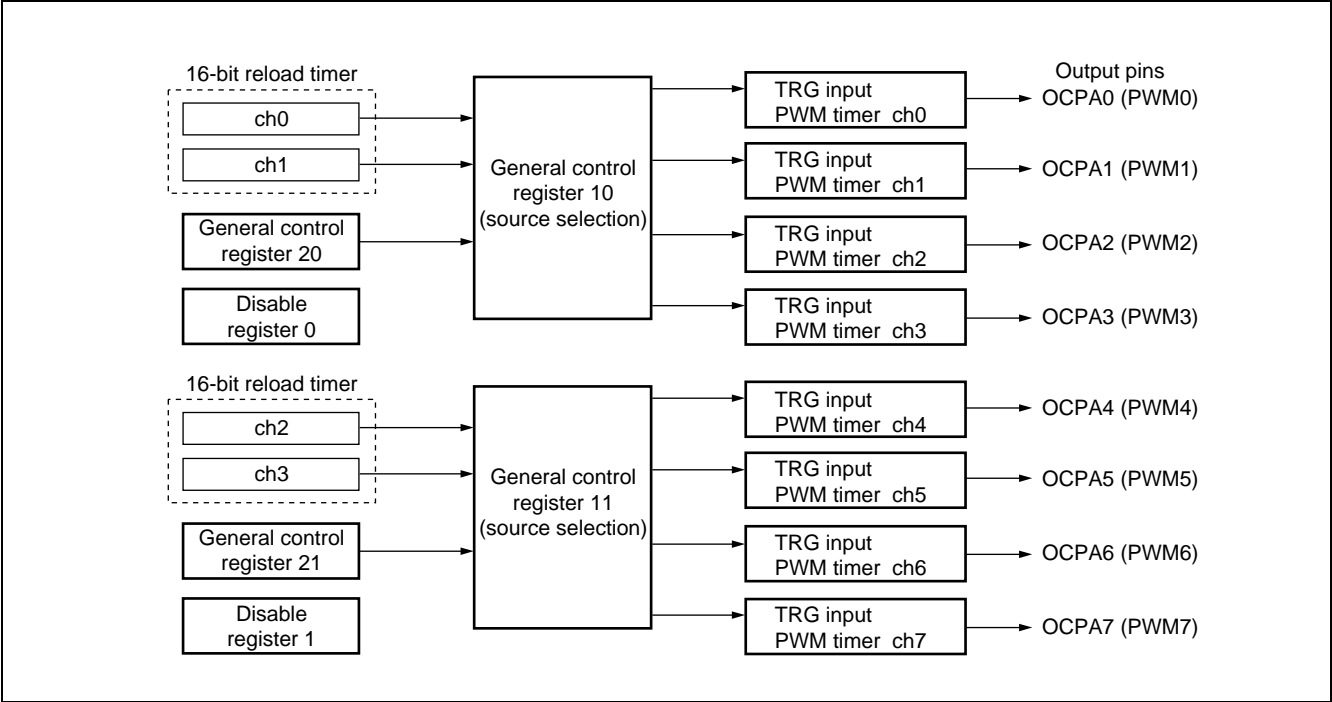 16-bit reload timer
ch0
ch1
General control
register 20
Disable
register 0
General control
register 10
(source selection)
TRG input
PWM timer ch0
TRG input
PWM timer ch1
TRG input
PWM timer ch2
TRG input
PWM timer ch3
Output pins
OCPA0 (PWM0)
OCPA1 (PWM1)
OCPA2 (PWM2)
OCPA3 (PWM3)
16-bit reload timer
ch2
ch3
General control
register 21
Disable
register 1
General control
register 11
(source selection)
TRG input
PWM timer ch4
TRG input
PWM timer ch5
TRG input
PWM timer ch6
TRG input
PWM timer ch7
OCPA4 (PWM4)
OCPA5 (PWM5)
OCPA6 (PWM6)
OCPA7 (PWM7)